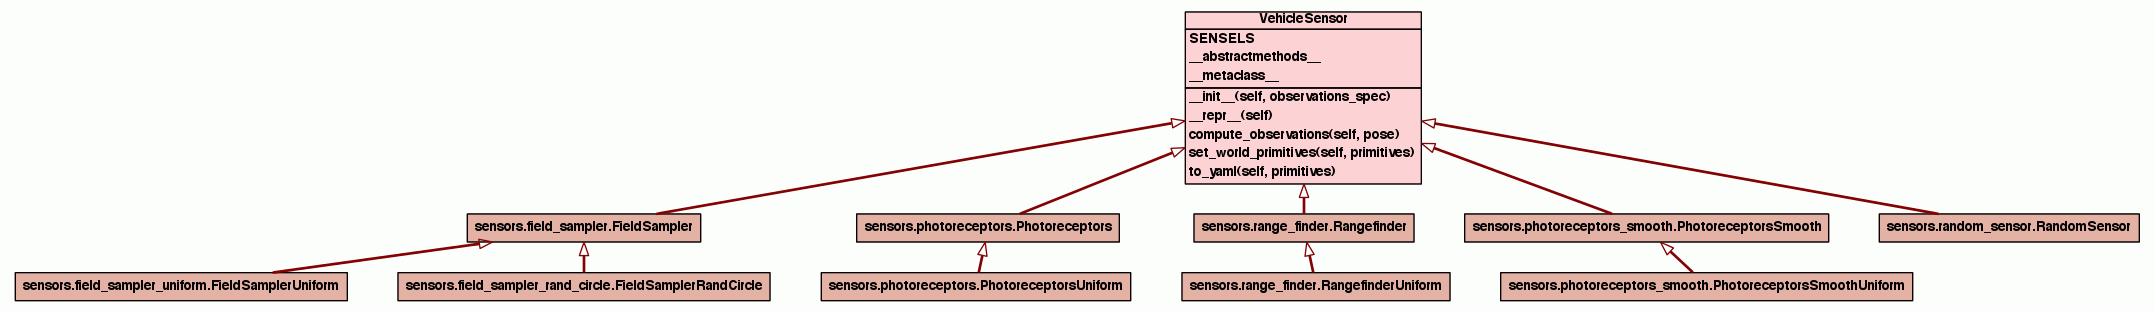 VehicleSensor
SENSELS
__abstractmethods__
__metaclass__
__init__(self, observations_spec)
__repr__(self)
compute_observations(self, pose)
set_world_primitives(self, primitives)
to_yaml(self, primitives)
sensors.field_sampler.FieldSampler
sensors.photoreceptors.Photoreceptors
sensors.range_finder.Rangefinder
sensors.photoreceptors_smooth.PhotoreceptorsSmooth
sensors.random_sensor.RandomSensor
sensors.field_sampler_uniform.FieldSamplerUniform
sensors.field_sampler_rand_circle.FieldSamplerRandCircle
sensors.photoreceptors.PhotoreceptorsUniform
sensors.range_finder.RangefinderUniform
sensors.photoreceptors_smooth.PhotoreceptorsSmoothUniform